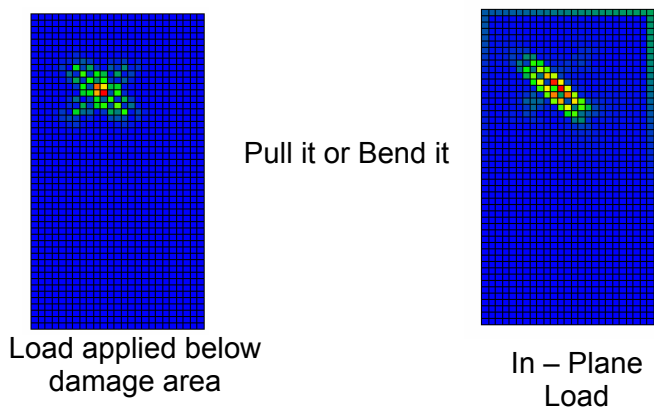 Pull it or Bend it
Load applied below
damage area
In – Plane
Load